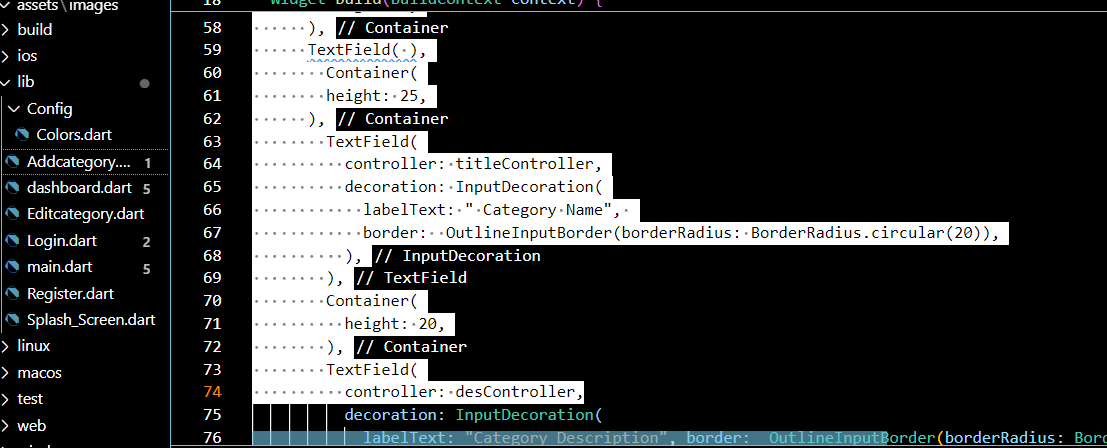 assets\images
build
ios
lib
Config
Colors.dart
Addcategory.... 1
dashboard.dart 5
Editcategory.dart
Login.dart 2
main.dart 5
Register.dart
Splash_Screen.dart
linux
macos
test
web
18 Widget build(BuildContext context) {
58 ), // Container
59 TextField( ),
60 Container(
61 height: 25,
62 ), // Container
63 TextField(
64 controller: titleController,
65 decoration: InputDecoration(
66 labelText: " Category Name",
67 border: OutlineInputBorder(borderRadius: BorderRadius.circular(20)),
68 ), // InputDecoration
69 ), // TextField
70 Container(
71 height: 20,
72 ), // Container
73 TextField(
74 controller: desController,
75 decoration: InputDecoration(
76 labelText: "Category Description", border: OutlineInputBorder(borderRadius: Bord